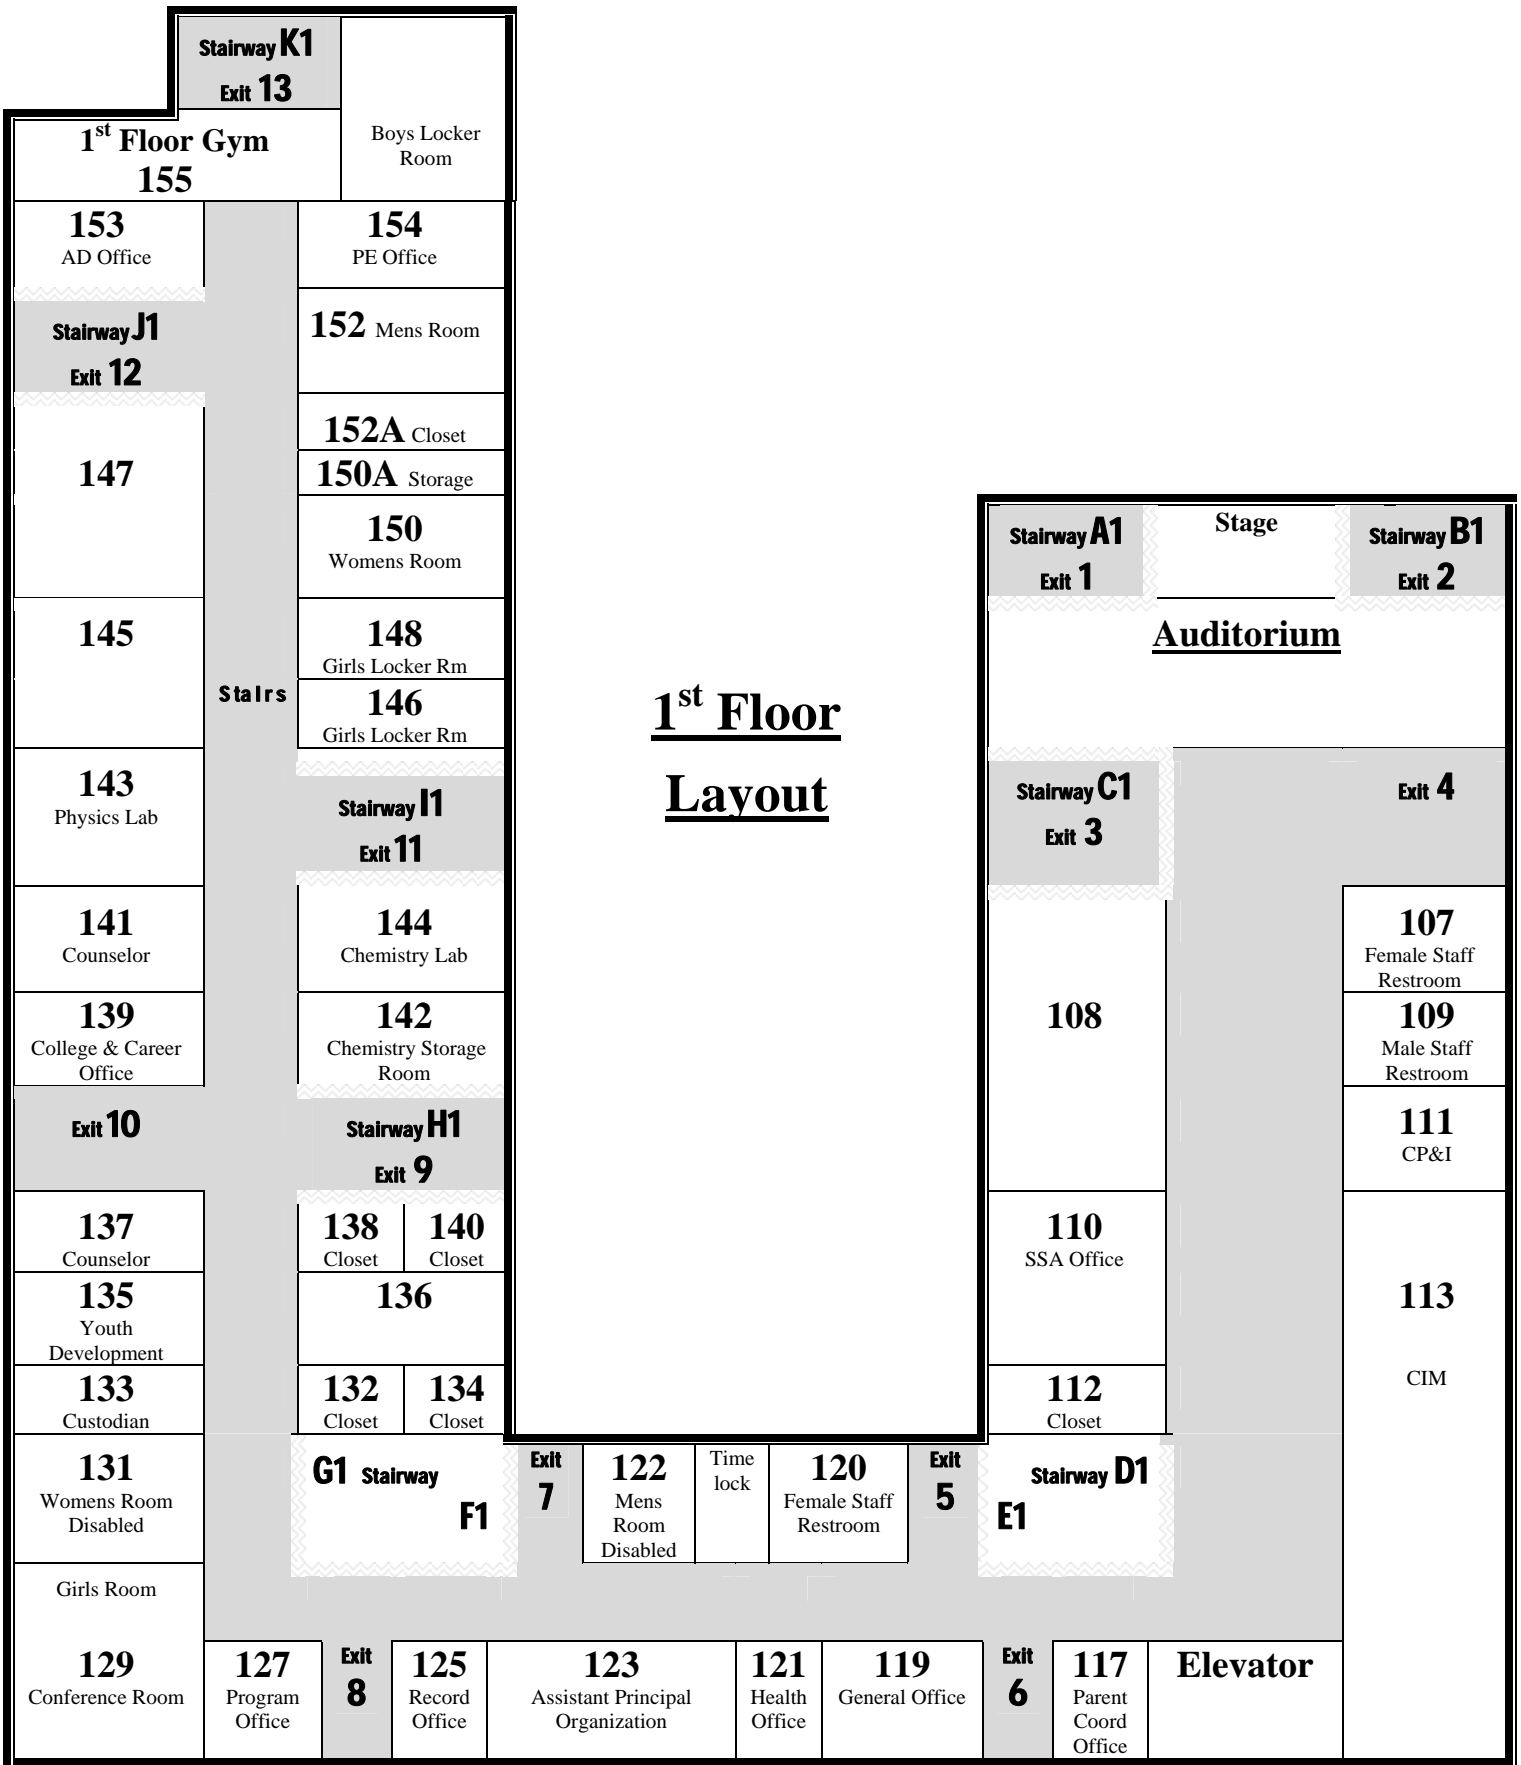 Stairway K1
Exit 13
1st Floor Gym
155
Boys Locker
Room
153
AD Office
154
PE Office
Stairway J1
Exit 12
152 Mens Room
152A Closet
147
150A Storage
150
Womens Room
145
148
Girls Locker Rm
Stairs
146
Girls Locker Rm
143
Physics Lab
Stairway I1
Exit 11
141
Counselor
144
Chemistry Lab
139
College & Career
Office
142
Chemistry Storage
Room
Exit 10
Stairway H1
Exit 9
137
Counselor
138
Closet
140
Closet
135
Youth
Development
136
133
Custodian
132
Closet
134
Closet
131
Womens Room
Disabled
G1 Stairway
F1
Girls Room
129
Conference Room
1st Floor
Layout
Stairway A1
Exit 1
Stage
Stairway B1
Exit 2
Auditorium
Stairway C1
Exit 3
Exit 4
107
Female Staff
Restroom
108
109
Male Staff
Restroom
111
CP&I
110
SSA Office
113
CIM
112
Closet
Exit
7
122
Mens
Room
Disabled
Time
lock
120
Female Staff
Restroom
Exit
5
Stairway D1
E1
127
Program
Office
Exit
8
125
Record
Office
123
Assistant Principal
Organization
121
Health
Office
119
General Office
Exit
6
117
Parent
Coord
Office
Elevator